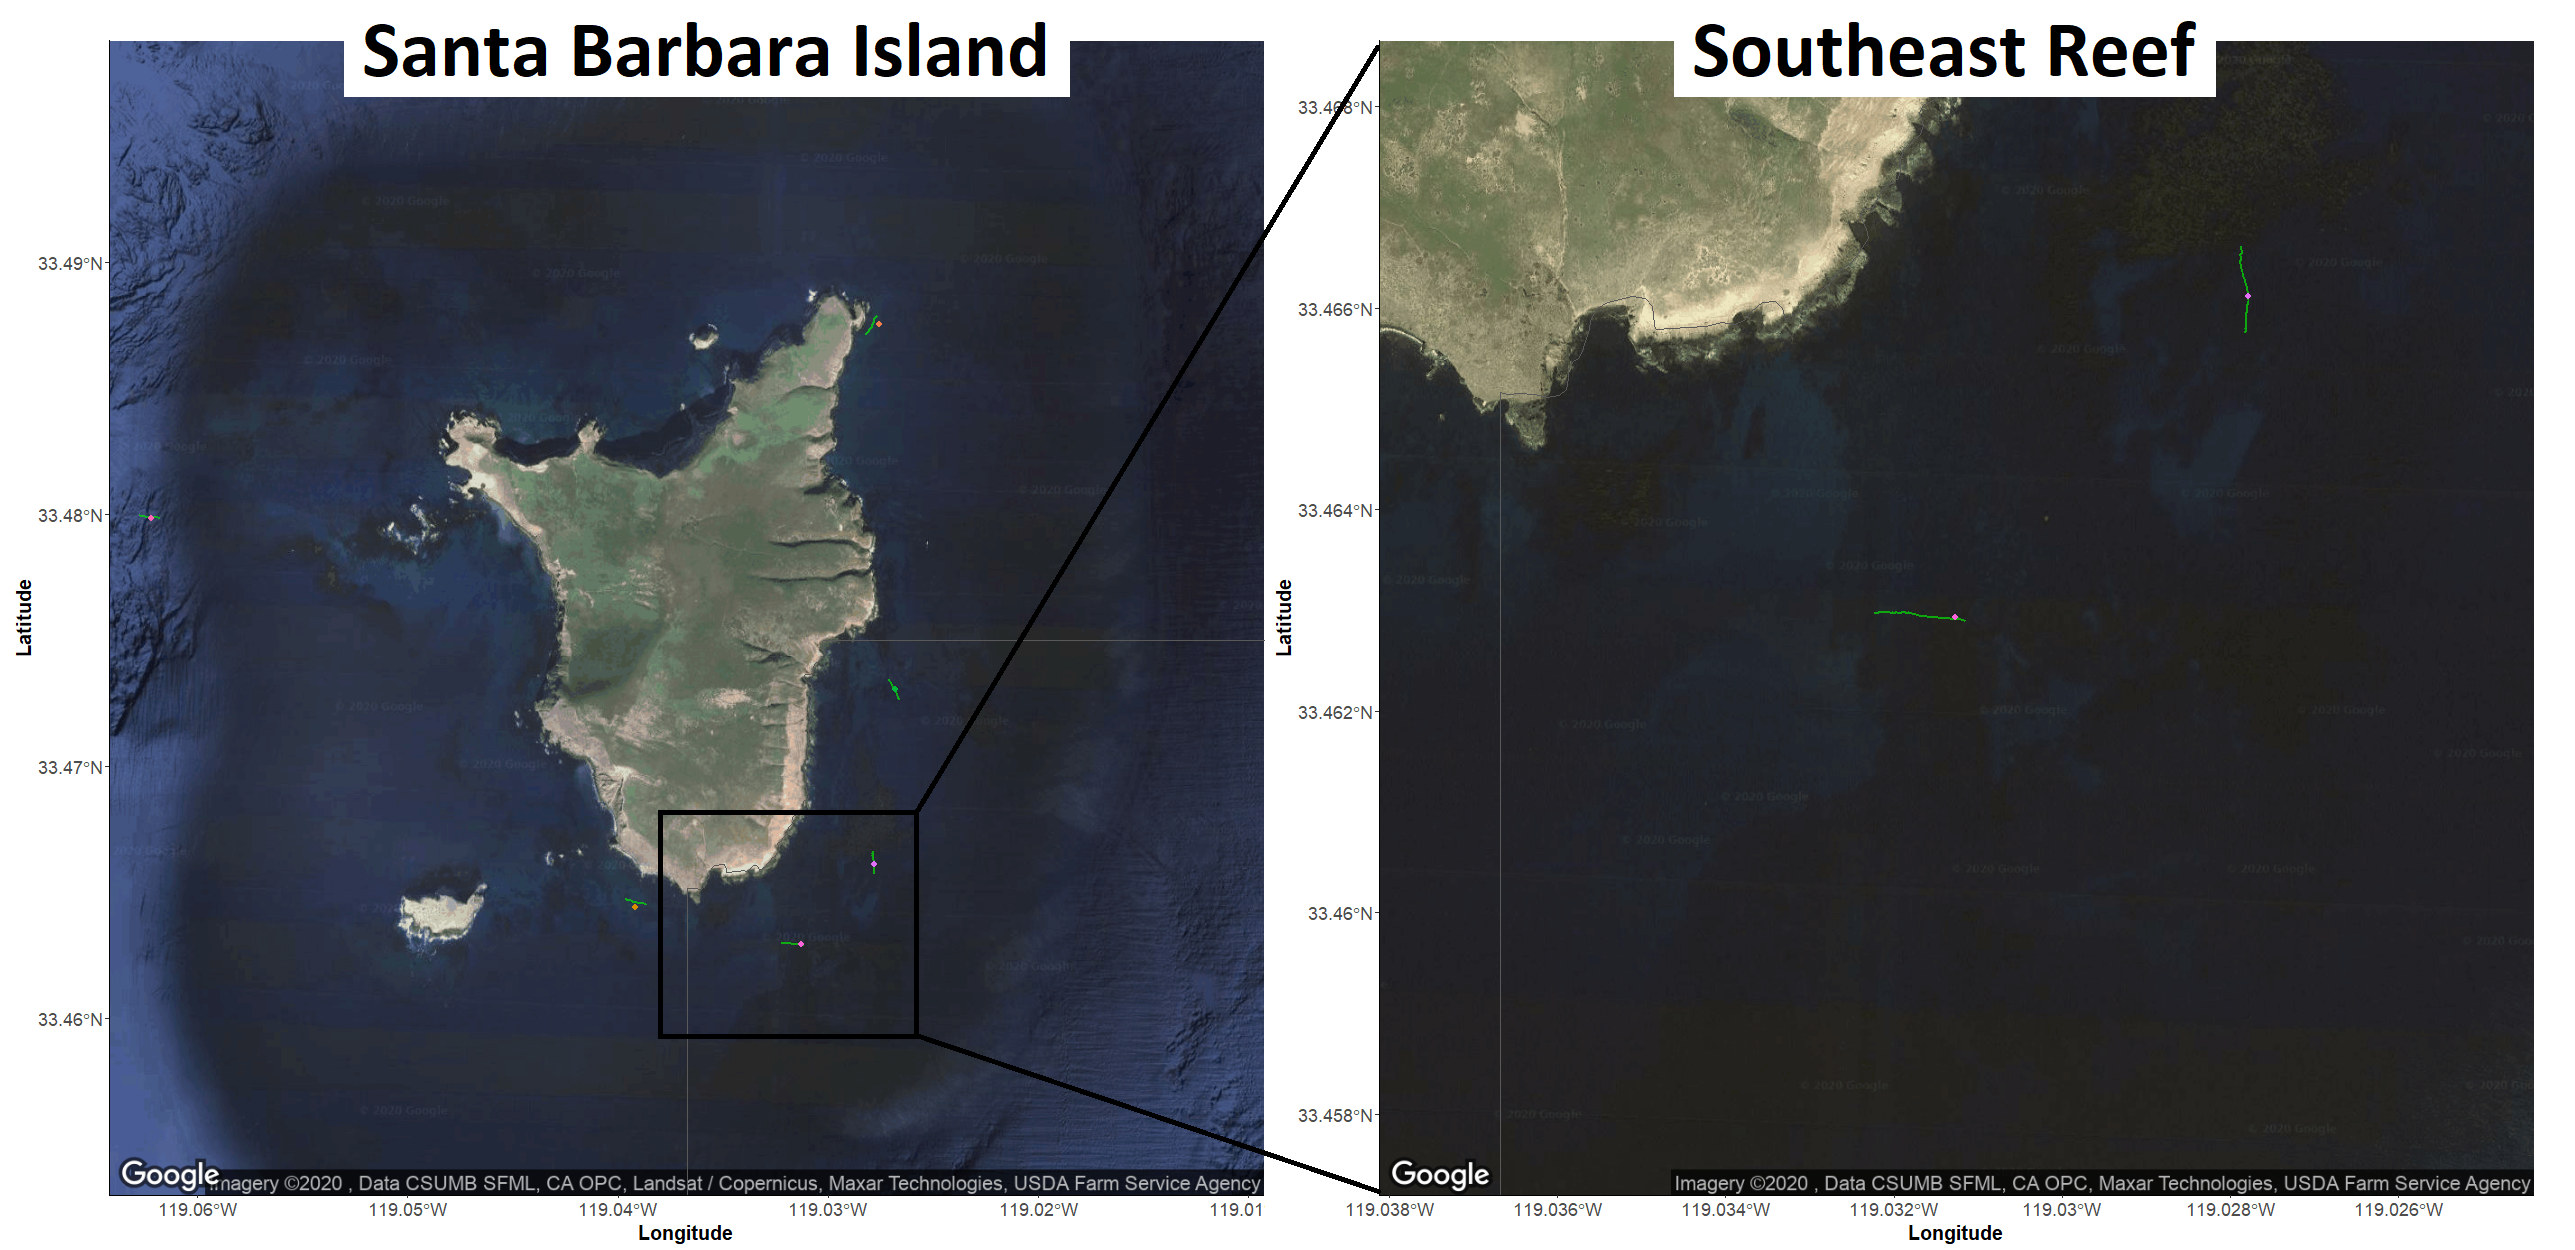 Santa Barbara Island
Southeast Reef
33.49°N
33.48°N
33.47°N
33.46°N
Latitude
119.06°W
119.05°W
119.04°W
119.03°W
119.02°W
119.01
Longitude
Google
Imagery ©2020 , Data CSUMB SFML, CA OPC, Landsat / Copernicus, Maxar Technologies, USDA Farm Service Agency
33.468°N
33.466°N
33.464°N
33.462°N
33.46°N
33.458°N
Latitude
119.038°W
119.036°W
119.034°W
119.032°W
119.03°W
119.028°W
119.026°W
Longitude
Google
Imagery ©2020 , Data CSUMB SFML, CA OPC, Maxar Technologies, USDA Farm Service Agency